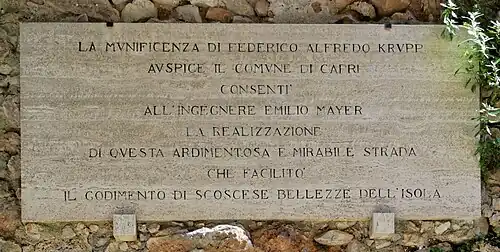 LA MVNIFICENZA DI FEDERICO ALFREDO KRVPP
AVSPICE IL COMVNE DI CAPRI
CONSENTI'
ALL'INGEGNERE EMILIO MAYER
LA REALIZZAZIONE
DI QVESTA ARDIMENTOSA E MIRABILE STRADA
CHE FACILITO'
IL GODIMENTO DI SCOSCESE BELLEZZE DELL'ISOLA